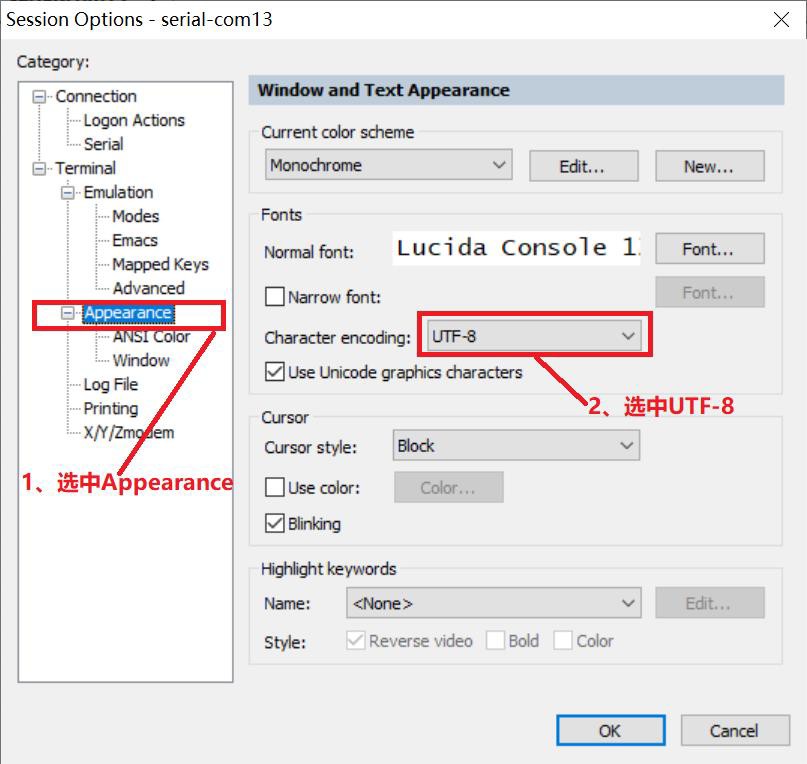 Session Options - serial-com13
Category:
Connection
Logon Actions
Serial
Terminal
Emulation
Modes
Emacs
Mapped Keys
Advanced
Appearance
ANSI Color
Window
Log File
Printing
X/Y/Zmodem
1、选中Appearance
Window and Text Appearance
Current color scheme
Monochrome
Edit...
New...
Fonts
Normal font:
Lucida Console 1
Font...
Narrow font:
Font...
Character encoding:
UTF-8
Use Unicode graphics characters
2、选中UTF-8
Cursor
Cursor style:
Block
Use color:
Color...
Blinking
Highlight keywords
Name:
<None>
Edit...
Style:
Reverse video
Bold
Color
OK
Cancel